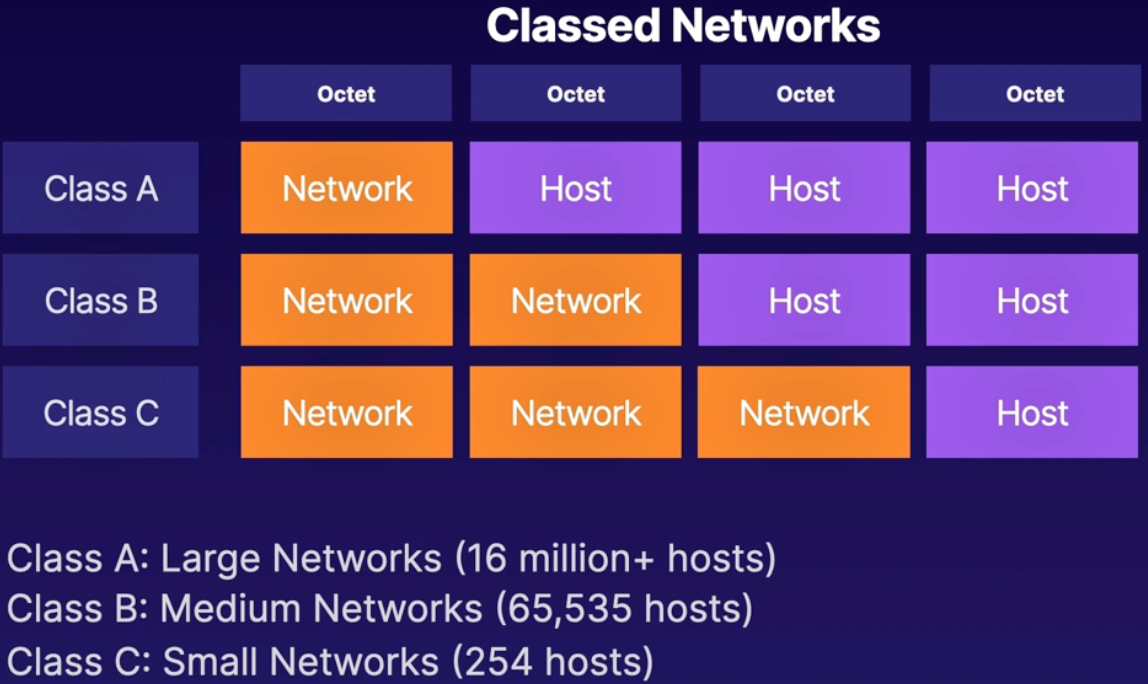 Classed Networks
Octet Octet Octet Octet
Class A Network Host Host Host
Class B Network Network Host Host
Class C Network Network Network Host
Class A: Large Networks (16 million+ hosts)
Class B: Medium Networks (65,535 hosts)
Class C: Small Networks (254 hosts)